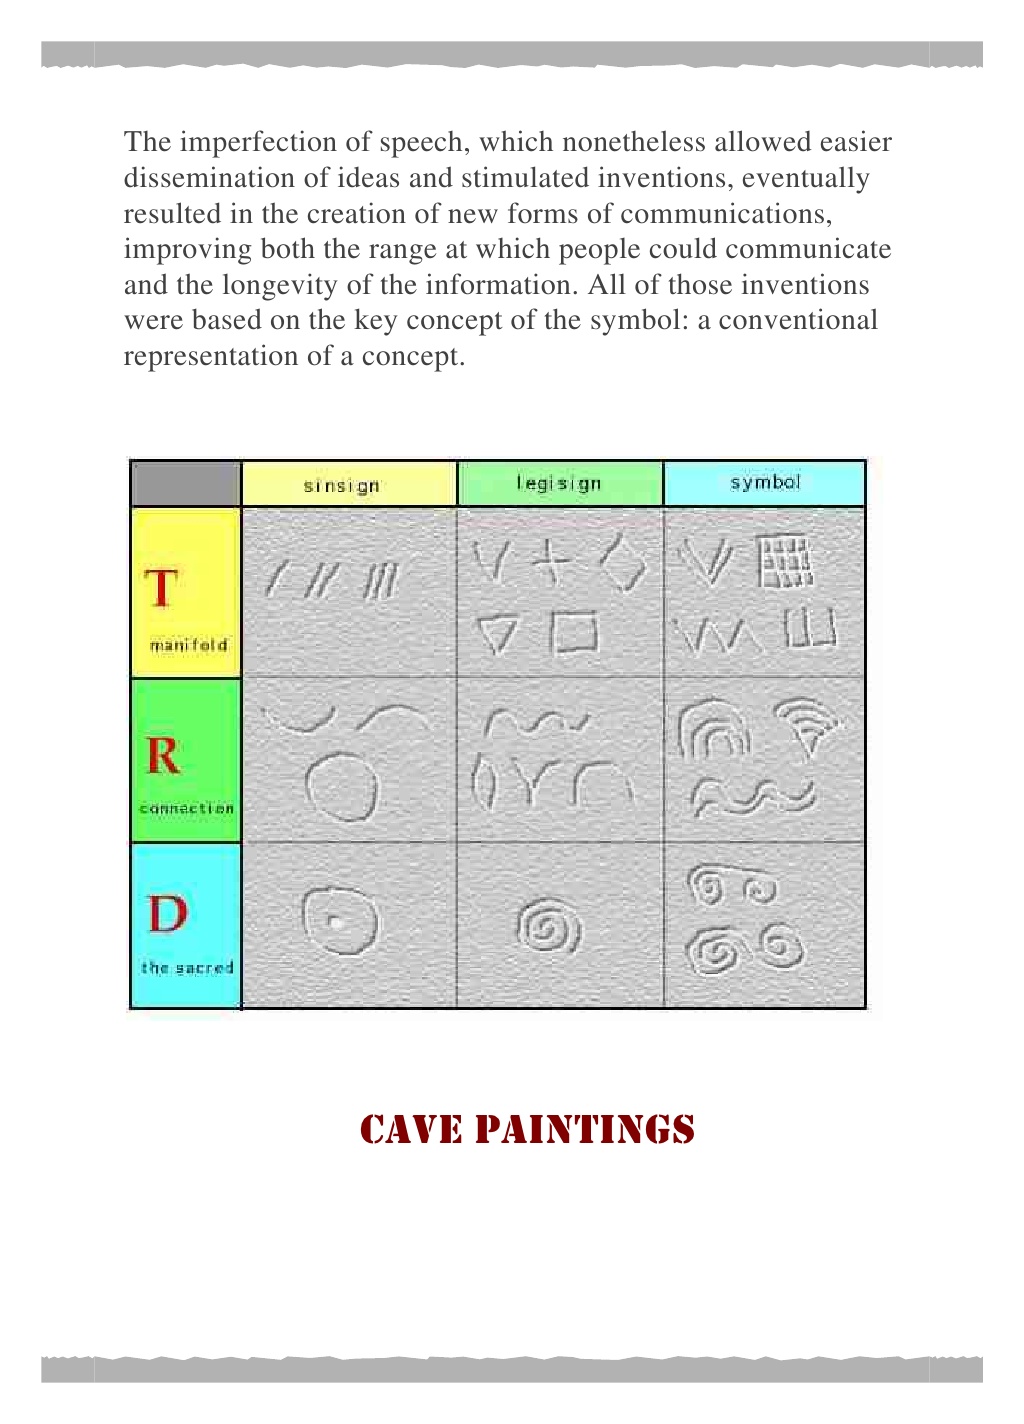 The imperfection of speech, which nonetheless allowed easier
dissemination of ideas and stimulated inventions, eventually
resulted in the creation of new forms of communications,
improving both the range at which people could communicate
and the longevity of the information. All of those inventions
were based on the key concept of the symbol: a conventional
representation of a concept.
sinsign legisign symbol
T
manifold
R
connection
D
the sacred
CAVE PAINTINGS